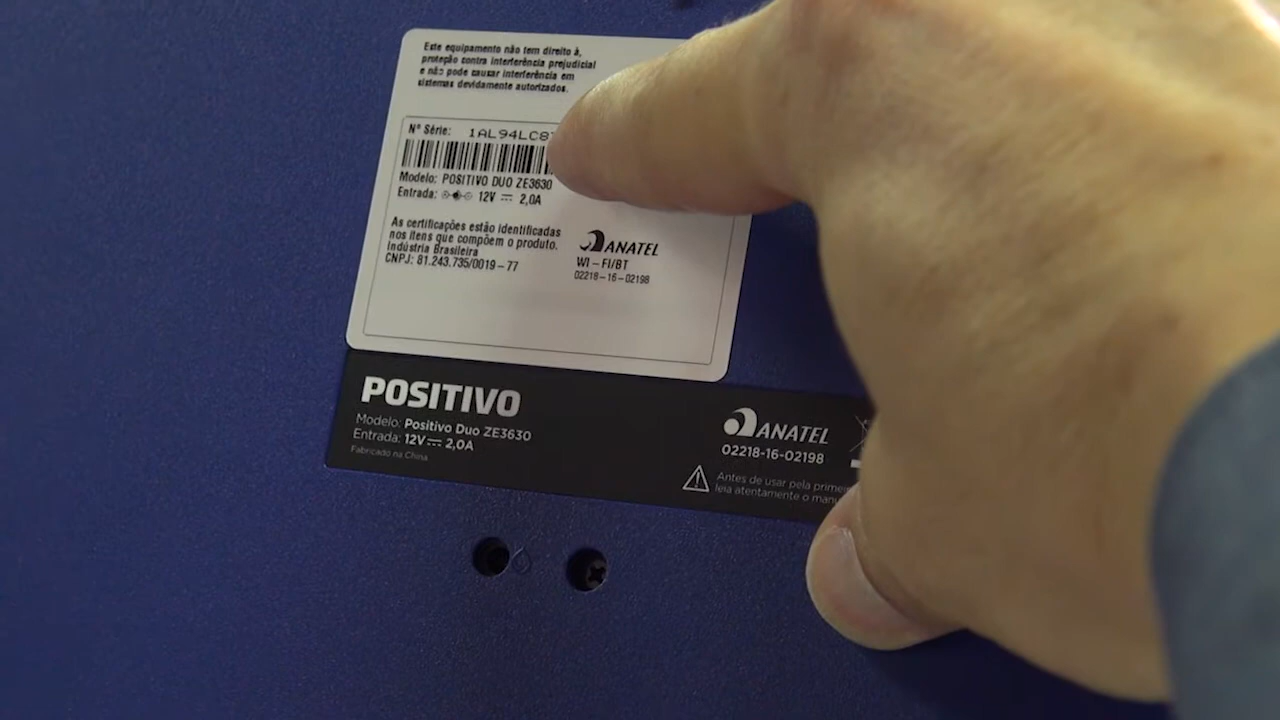 Este equipamento não tem direito à,
proteção contra interferência prejudicial
e não pode causar interferência em
sistemas devidamente autorizados.
Nº Série: 1AL94LC8
Modelo: POSITIVO DUO ZE3630
Entrada: 12V 2,0A
As certificações estão identificadas
nos itens que compõem o produto.
Indústria Brasileira
CNPJ: 81.243.735/0019-77
ANATEL
WI-FI/BT
02218-16-02198
POSITIVO
Modelo: Positivo Duo ZE3630
Entrada: 12V 2,0A
Fabricado na China
ANATEL
02218-16-02198
Antes de usar pela prime
leia atentamente o manu